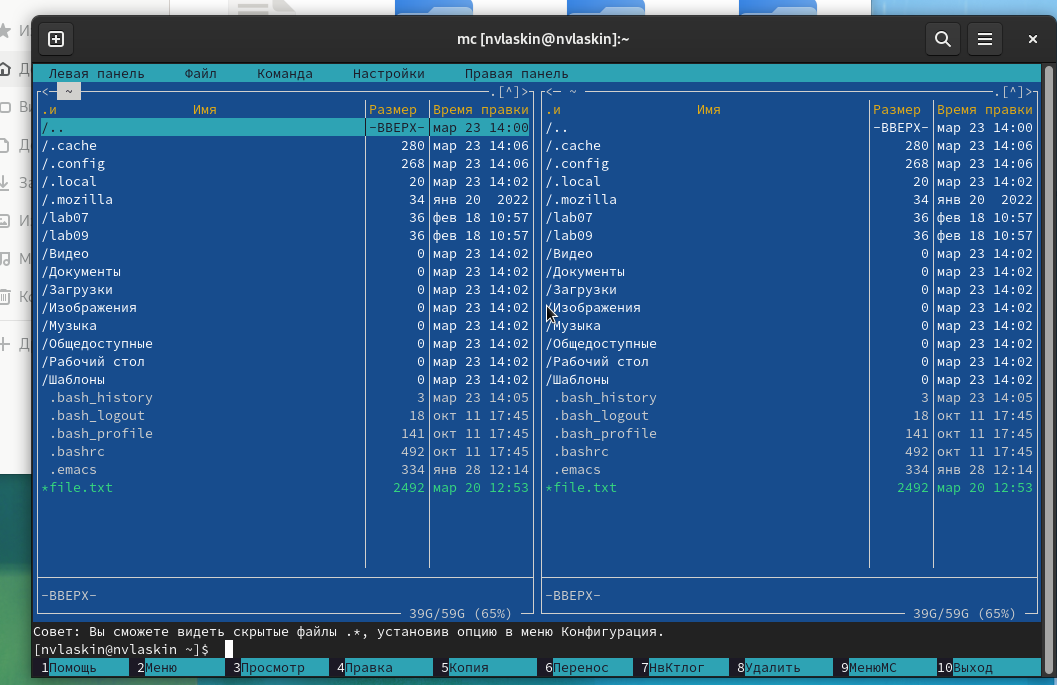 mc [nvlaskin@nvlaskin]:~
Левая панель Файл Команда Настройки Правая панель
<- ~ .[^]> <- ~ .[^]>
.и Имя Размер Время правки .и Имя Размер Время правки
/.. -ВВЕРХ- мар 23 14:00 /.. -ВВЕРХ- мар 23 14:00
/.cache 280 мар 23 14:06 /.cache 280 мар 23 14:06
/.config 268 мар 23 14:06 /.config 268 мар 23 14:06
/.local 20 мар 23 14:02 /.local 20 мар 23 14:02
/.mozilla 34 янв 20 2022 /.mozilla 34 янв 20 2022
/lab07 36 фев 18 10:57 /lab07 36 фев 18 10:57
/lab09 36 фев 18 10:57 /lab09 36 фев 18 10:57
/Видео 0 мар 23 14:02 /Видео 0 мар 23 14:02
/Документы 0 мар 23 14:02 /Документы 0 мар 23 14:02
/Загрузки 0 мар 23 14:02 /Загрузки 0 мар 23 14:02
/Изображения 0 мар 23 14:02 /Изображения 0 мар 23 14:02
/Музыка 0 мар 23 14:02 /Музыка 0 мар 23 14:02
/Общедоступные 0 мар 23 14:02 /Общедоступные 0 мар 23 14:02
/Рабочий стол 0 мар 23 14:02 /Рабочий стол 0 мар 23 14:02
/Шаблоны 0 мар 23 14:02 /Шаблоны 0 мар 23 14:02
.bash_history 3 мар 23 14:05 .bash_history 3 мар 23 14:05
.bash_logout 18 окт 11 17:45 .bash_logout 18 окт 11 17:45
.bash_profile 141 окт 11 17:45 .bash_profile 141 окт 11 17:45
.bashrc 492 окт 11 17:45 .bashrc 492 окт 11 17:45
.emacs 334 янв 28 12:14 .emacs 334 янв 28 12:14
*file.txt 2492 мар 20 12:53 *file.txt 2492 мар 20 12:53
-ВВЕРХ- -ВВЕРХ-
39G/59G (65%) 39G/59G (65%)
Совет: Вы сможете видеть скрытые файлы .*, установив опцию в меню Конфигурация.
[nvlaskin@nvlaskin ~]$
1Помощь 2Меню 3Просмотр 4Правка 5Копия 6Перенос 7НвКтлог 8Удалить 9МенюМС 10Выход